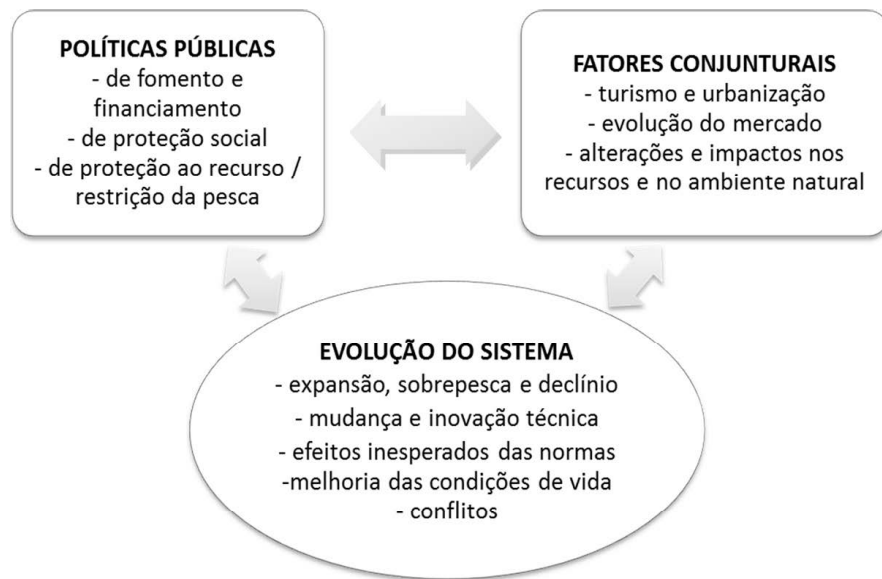 POLÍTICAS PÚBLICAS
- de fomento e
financiamento
- de proteção social
- de proteção ao recurso /
restrição da pesca
FATORES CONJUNTURAIS
- turismo e urbanização
- evolução do mercado
- alterações e impactos nos
recursos e no ambiente natural
EVOLUÇÃO DO SISTEMA
- expansão, sobrepesca e declínio
- mudança e inovação técnica
- efeitos inesperados das normas
-melhoria das condições de vida
- conflitos